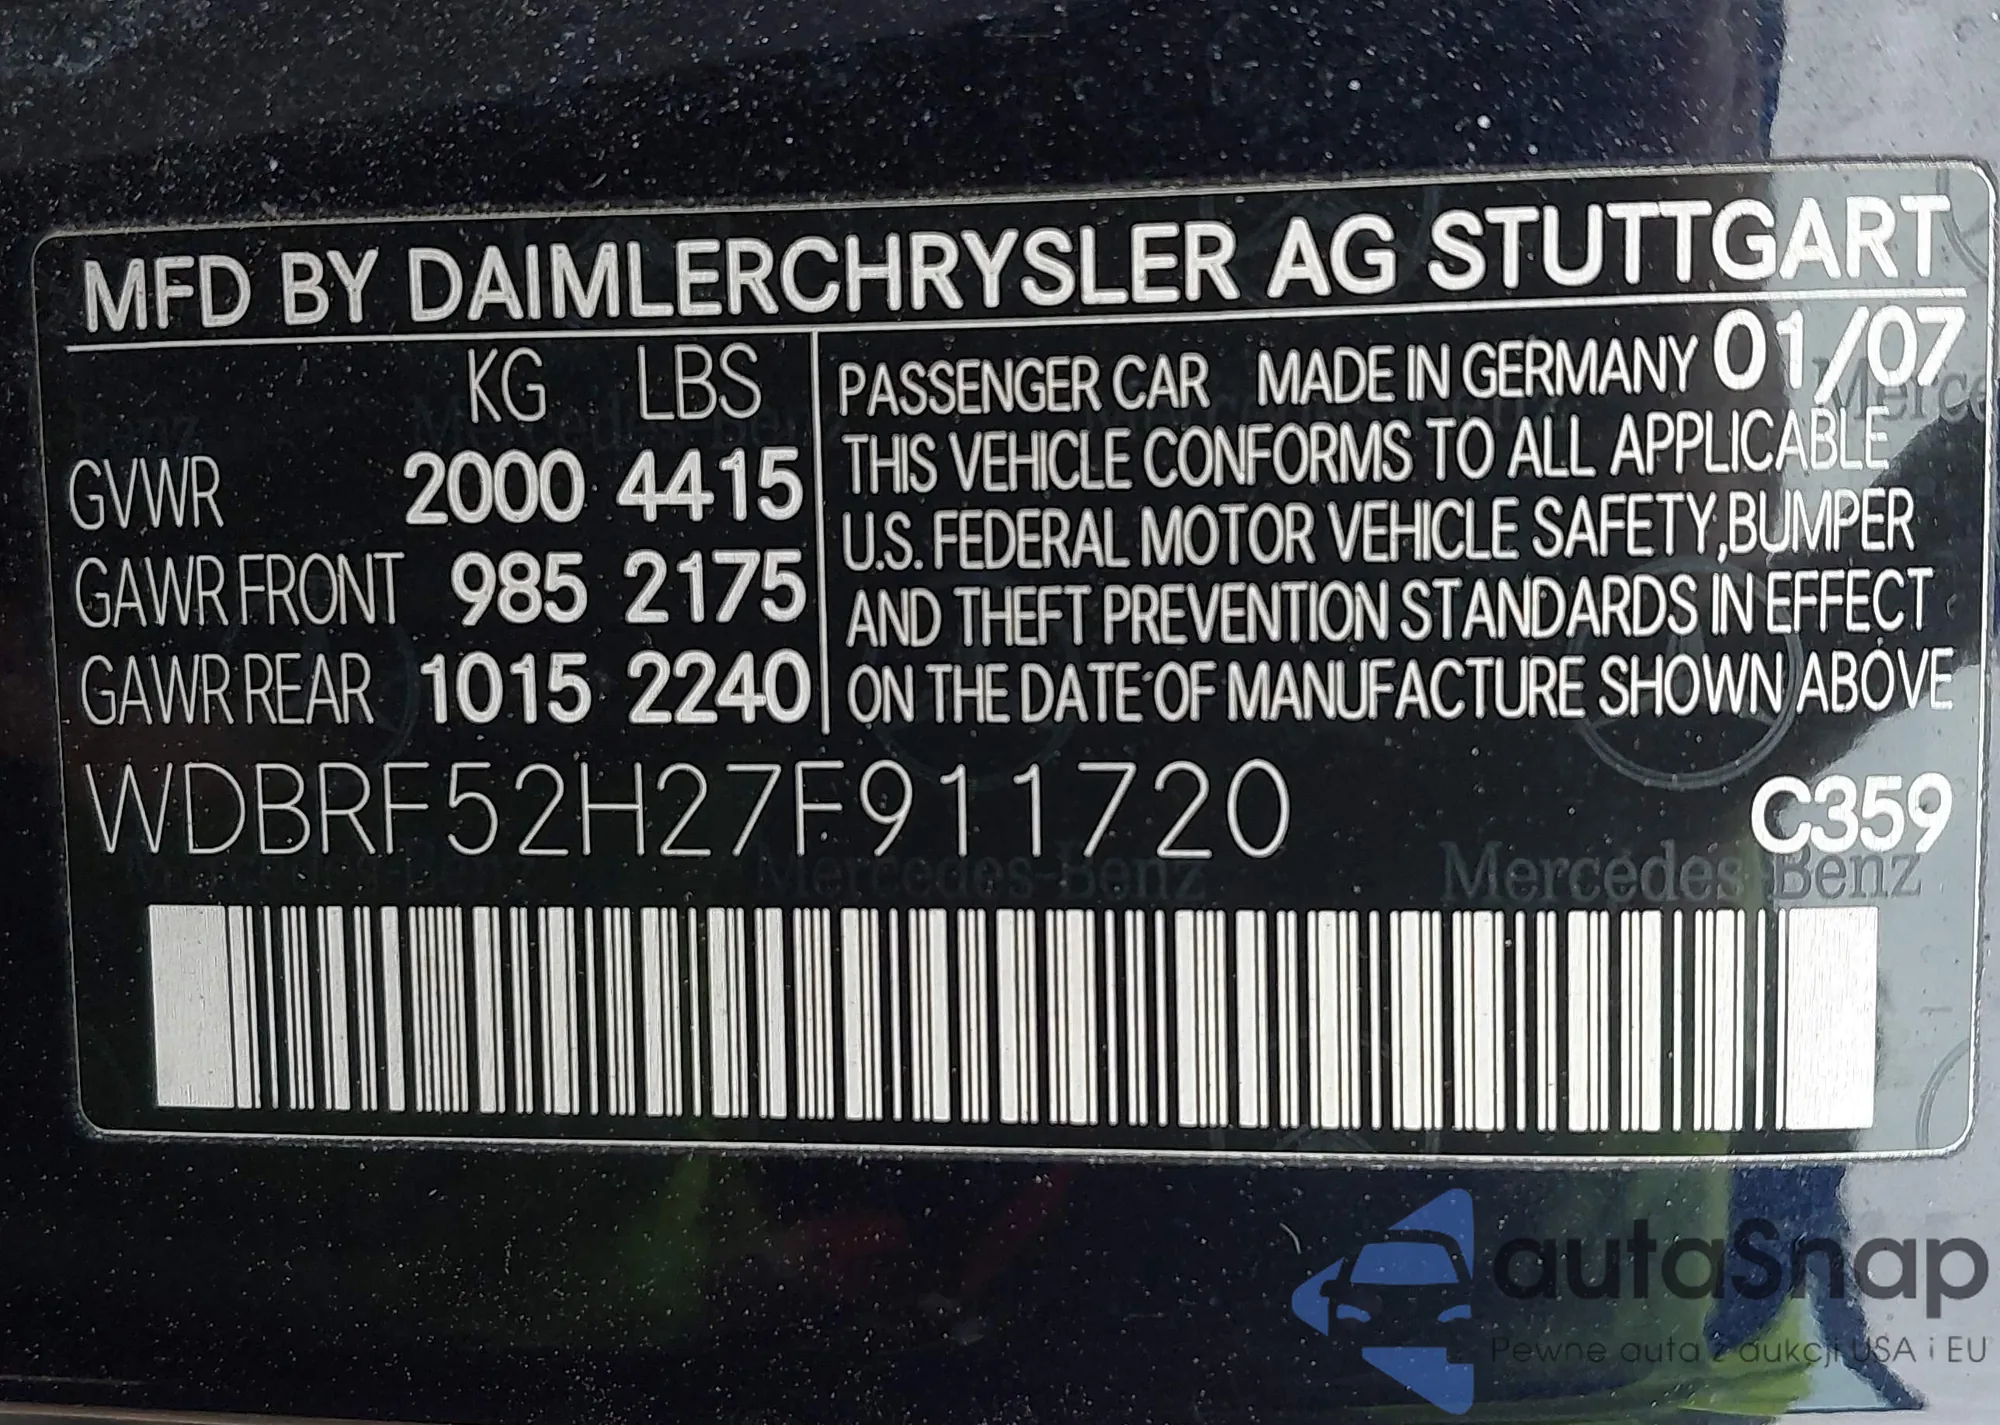 MFD BY DAIMLERCHRYSLER AG STUTTGART
KG LBS
GVWR 2000 4415
GAWR FRONT 985 2175
GAWR REAR 1015 2240
PASSENGER CAR MADE IN GERMANY 01/07
THIS VEHICLE CONFORMS TO ALL APPLICABLE
U.S. FEDERAL MOTOR VEHICLE SAFETY,BUMPER
AND THEFT PREVENTION STANDARDS IN EFFECT
ON THE DATE OF MANUFACTURE SHOWN ABOVE
WDBRF52H27F911720 C359
Mercedes-Benz Mercedes-Benz
autaSnap
Pewne auta z aukcji USA i EU